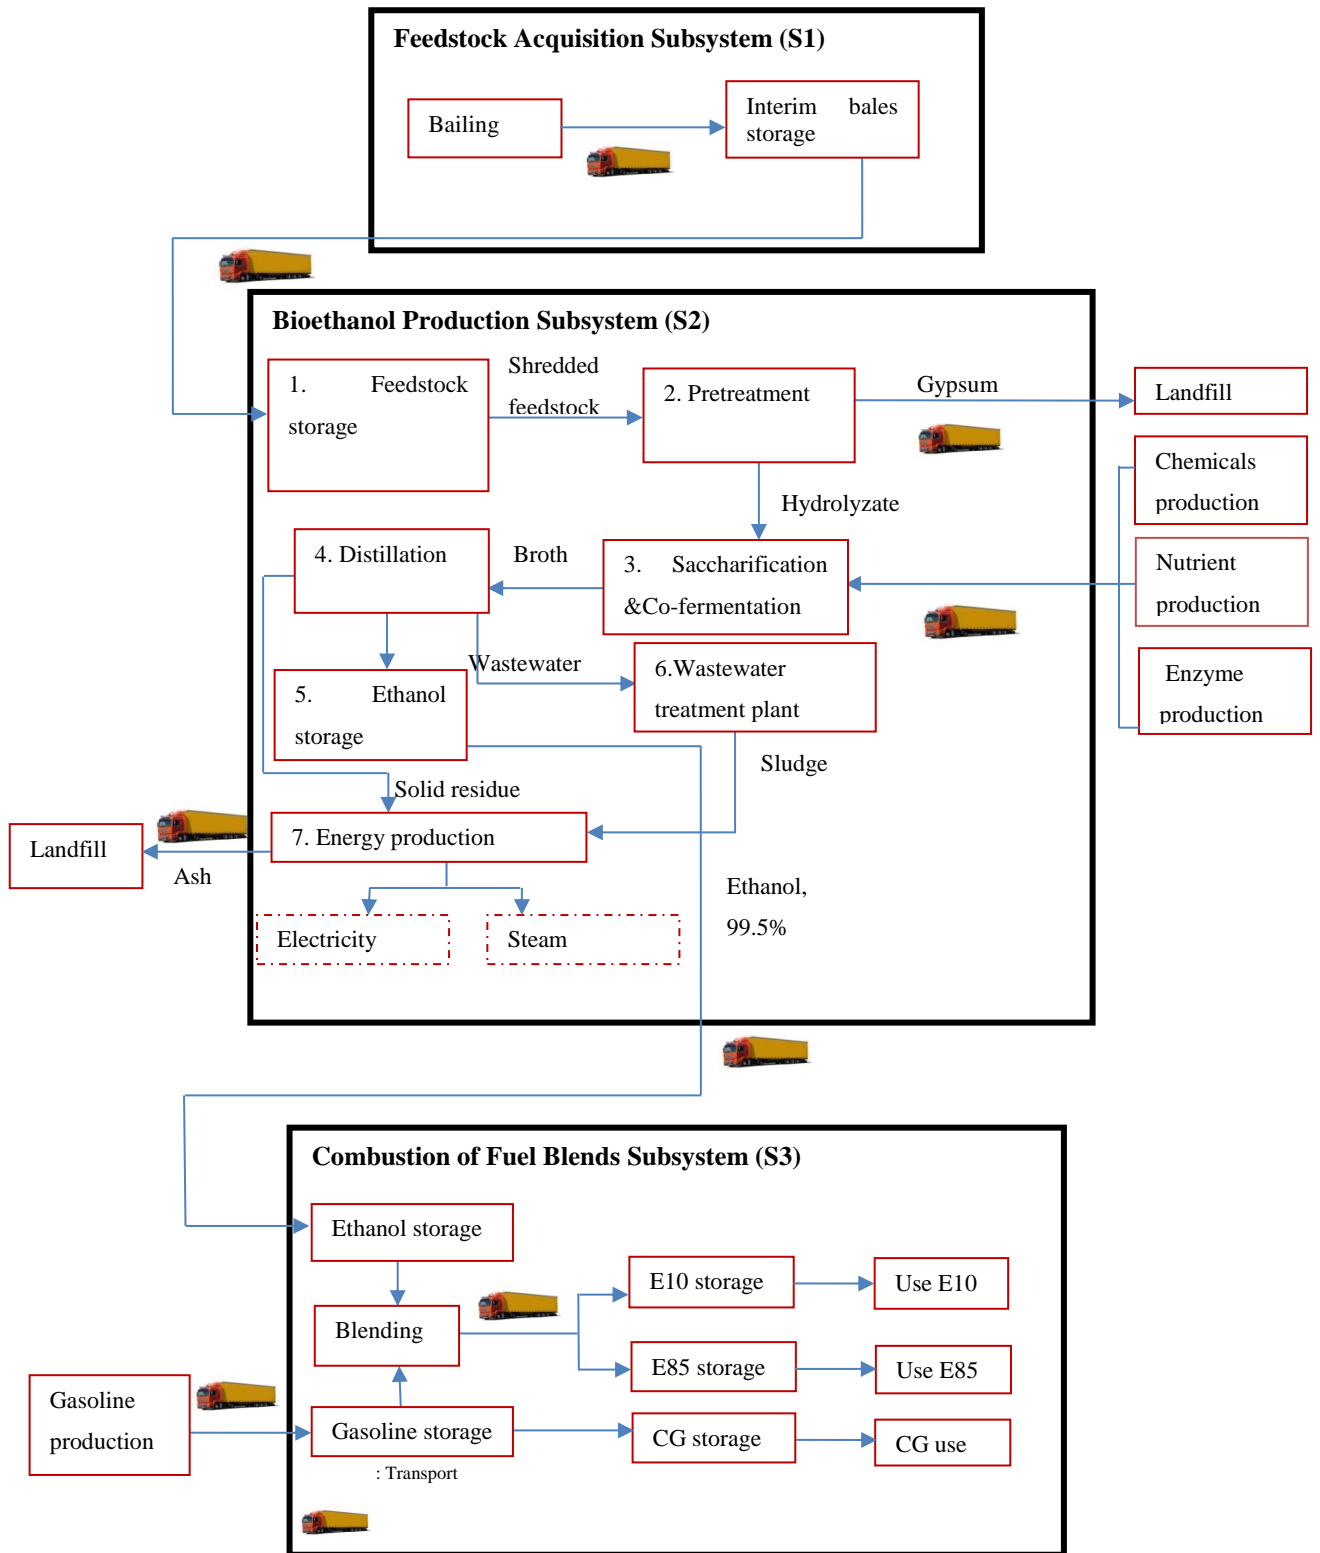 Feedstock Acquisition Subsystem (S1)
Bailing
Interim bales
storage
Bioethanol Production Subsystem (S2)
1. Feedstock
storage
Shredded
feedstock
2. Pretreatment
Gypsum
Landfill
Chemicals
production
Hydrolyzate
4. Distillation
Broth
3. Saccharification
&Co-fermentation
Nutrient
production
Wastewater
6.Wastewater
treatment plant
Enzyme
production
5. Ethanol
storage
Sludge
Solid residue
7. Energy production
Landfill
Ash
Ethanol,
99.5%
Electricity
Steam
Combustion of Fuel Blends Subsystem (S3)
Ethanol storage
E10 storage
Use E10
Blending
E85 storage
Use E85
Gasoline
production
Gasoline storage
CG storage
CG use
: Transport